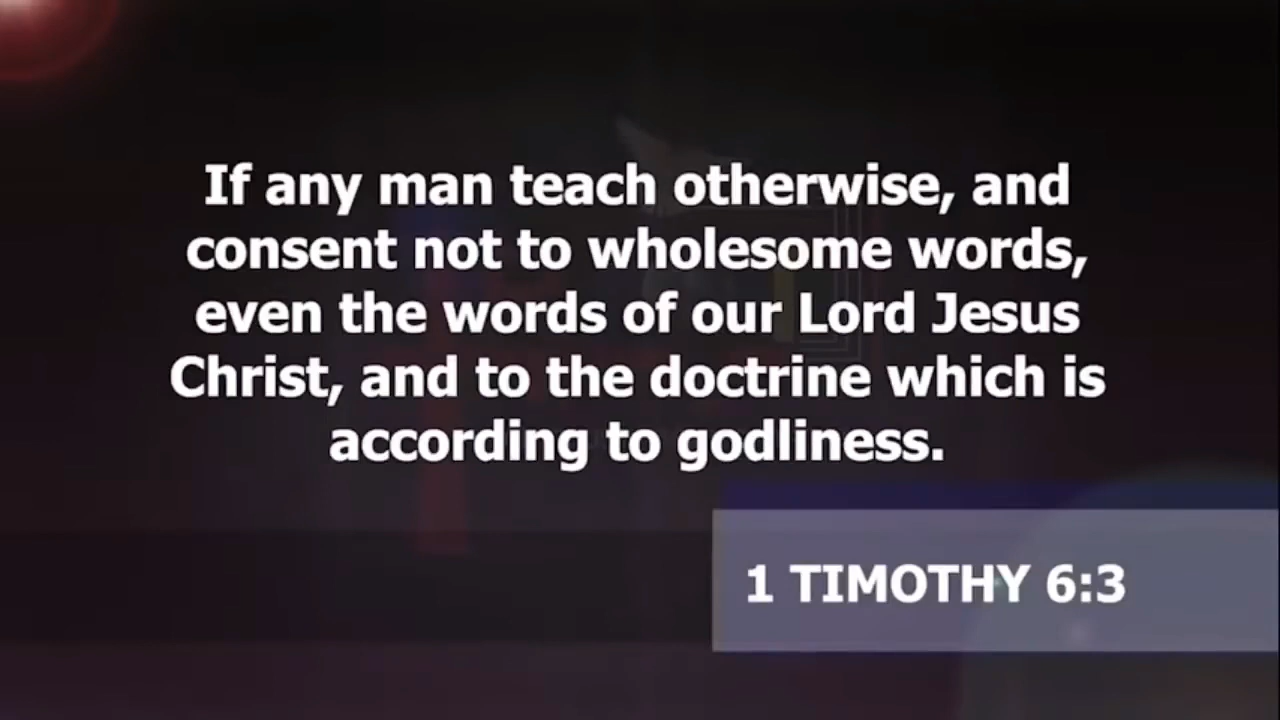 If any man teach otherwise, and
consent not to wholesome words,
even the words of our Lord Jesus
Christ, and to the doctrine which is
according to godliness.
1 TIMOTHY 6:3